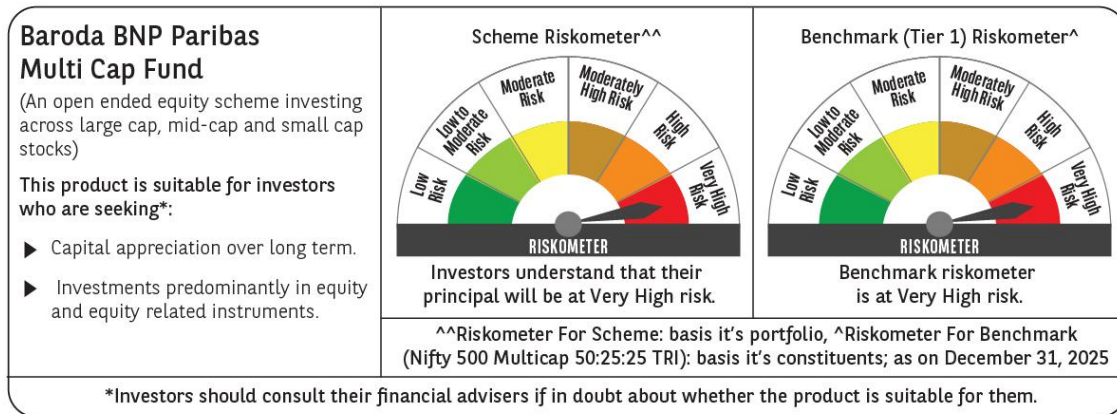 Baroda BNP Paribas
Multi Cap Fund
(An open ended equity scheme investing
across large cap, mid-cap and small cap
stocks)
This product is suitable for investors
who are seeking*:
▶ Capital appreciation over long term.
▶ Investments predominantly in equity
and equity related instruments.
Scheme Riskometer^^
Low
Risk
Low to
Moderate
Risk
Moderate
Risk
Moderately
High Risk
High
Risk
Very High
Risk
RISKOMETER
Investors understand that their
principal will be at Very High risk.
Benchmark (Tier 1) Riskometer^
Low
Risk
Low to
Moderate
Risk
Moderate
Risk
Moderately
High Risk
High
Risk
Very High
Risk
RISKOMETER
Benchmark riskometer
is at Very High risk.
^^Riskometer For Scheme: basis it's portfolio, ^Riskometer For Benchmark
(Nifty 500 Multicap 50:25:25 TRI): basis it's constituents; as on December 31, 2025
*Investors should consult their financial advisers if in doubt about whether the product is suitable for them.